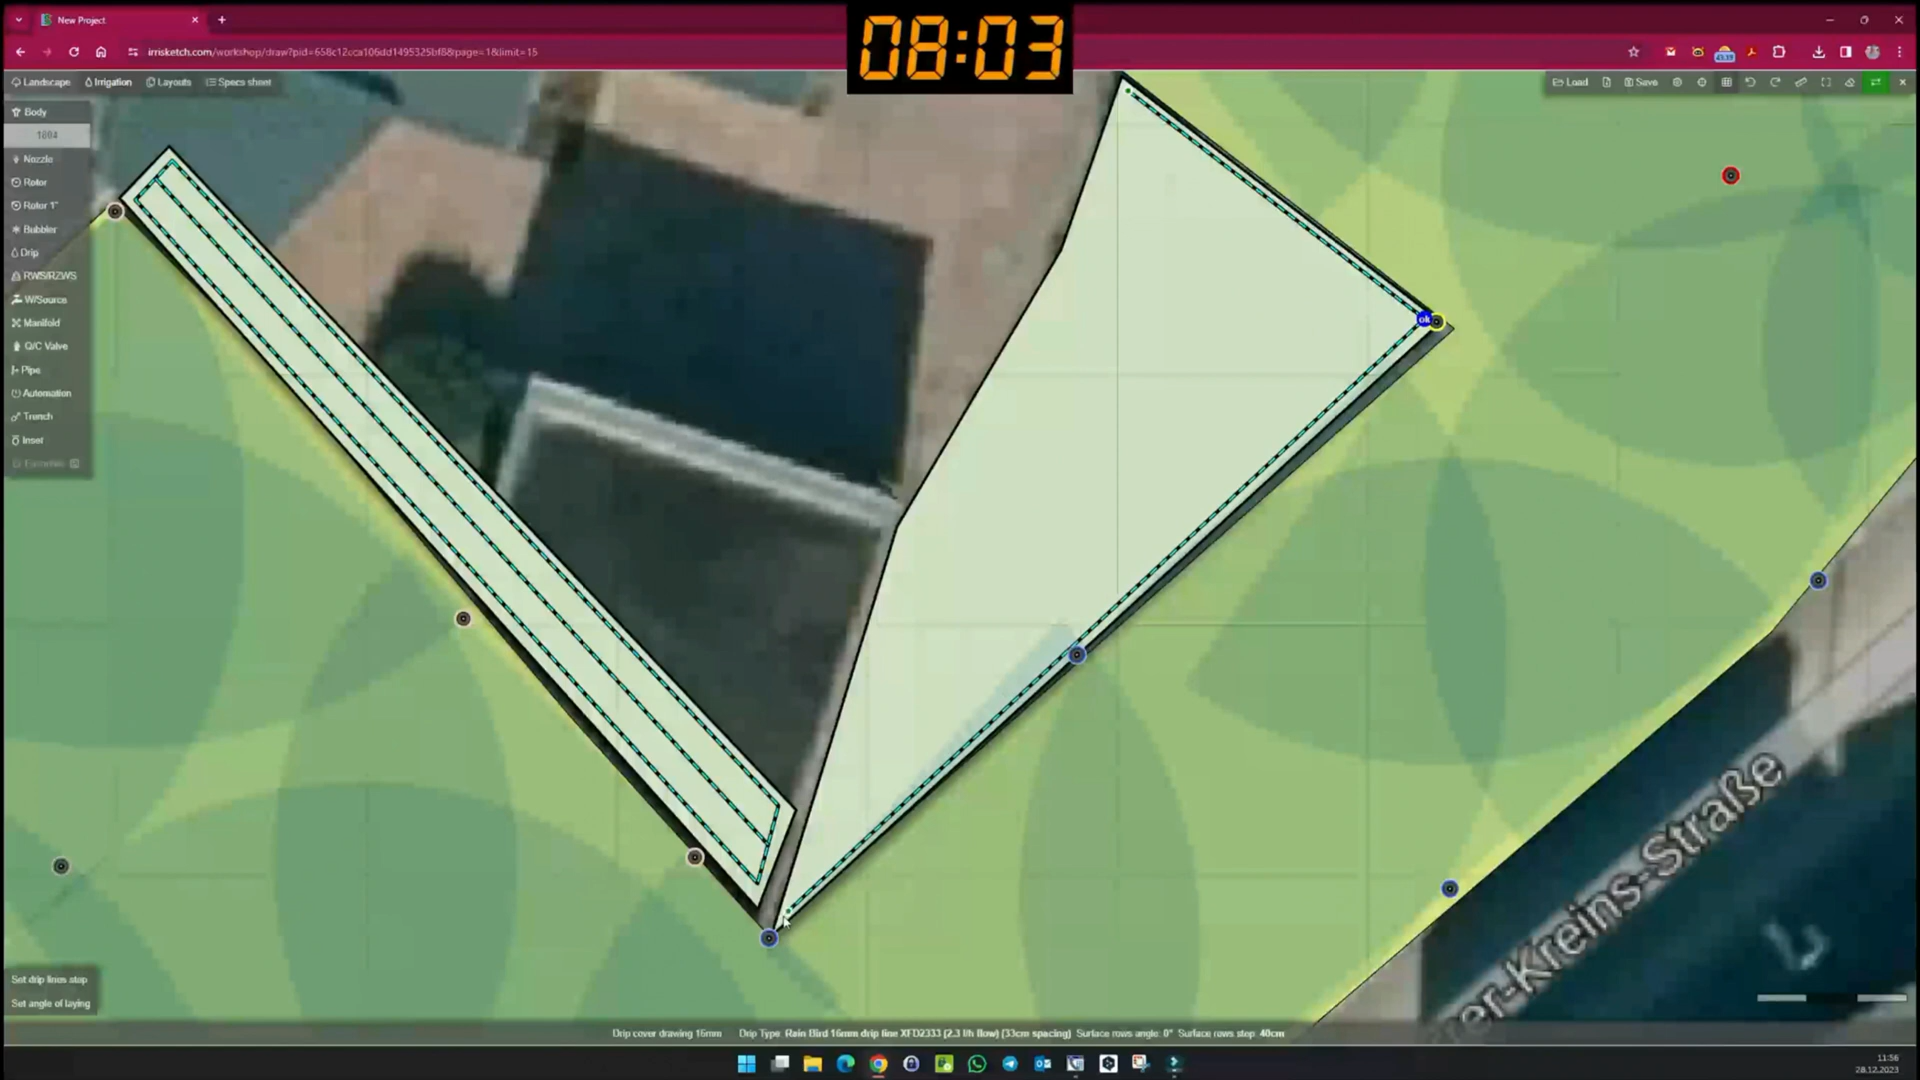 New Project
08:03
irrisketch.com/workshop/draw?pid=658c12cca106dd1495325bf8&page=1&limit=15
Landscape Irrigation Layouts Specs sheet
Load Save
Body
1804
Nozzle
Rotor
Rotor 1"
Bubbler
Drip
RWS/RZWS
W/Source
Manifold
Q/C Valve
Pipe
Automation
Trench
Inset
ok
er-Kreins-Straße
Set drip lines step
Set angle of laying
Drip cover drawing 16mm Drip Type: Rain Bird 16mm drip line XFD2333 (2.3 l/h flow) (33cm spacing) Surface rows angle: 0° Surface rows step: 40cm
11:56
28.12.2023